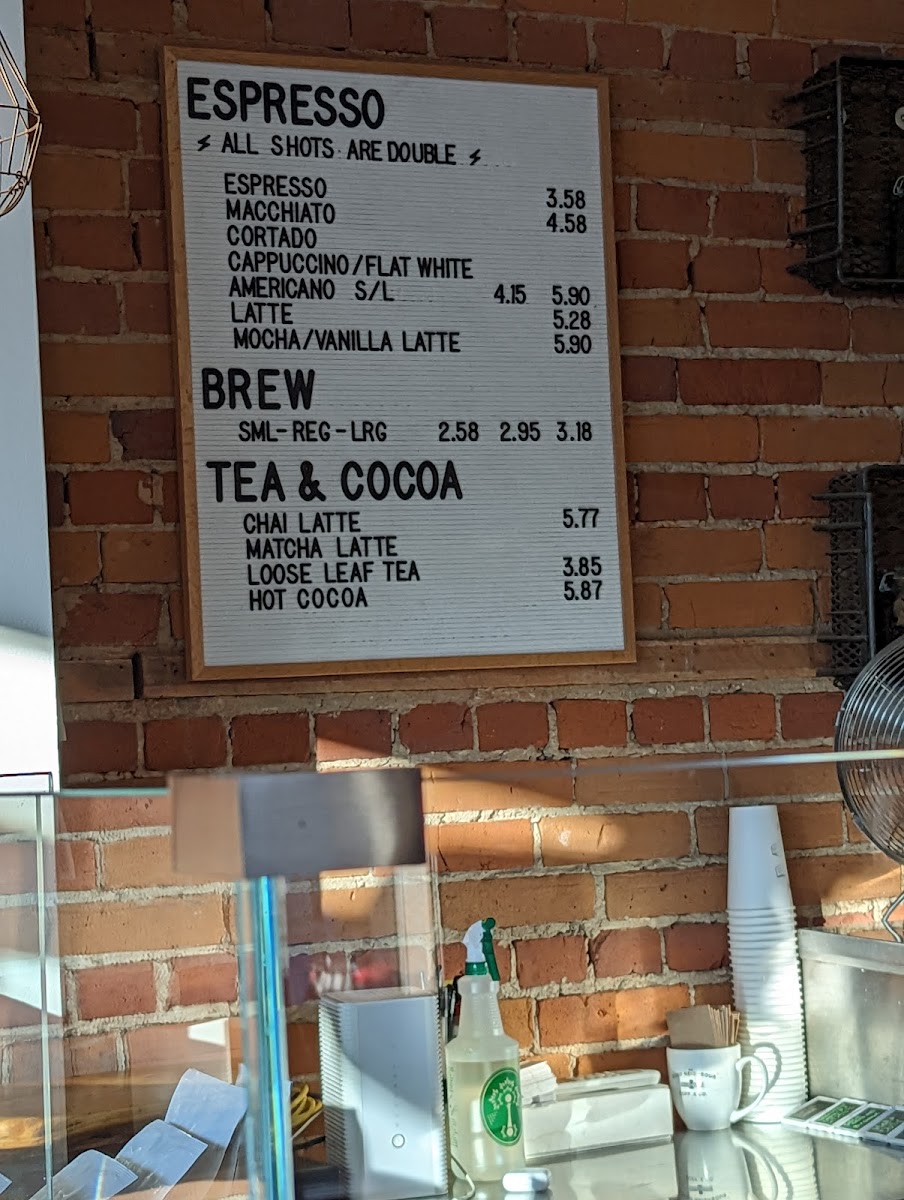 ESPRESSO
ALL SHOTS ARE DOUBLE
ESPRESSO 3.58
MACCHIATO 4.58
CORTADO
CAPPUCCINO/FLAT WHITE
AMERICANO S/L 4.15 5.90
LATTE 5.28
MOCHA/VANILLA LATTE 5.90
BREW
SML-REG-LRG 2.58 2.95 3.18
TEA & COCOA
CHAI LATTE 5.77
MATCHA LATTE
LOOSE LEAF TEA 3.85
HOT COCOA 5.87